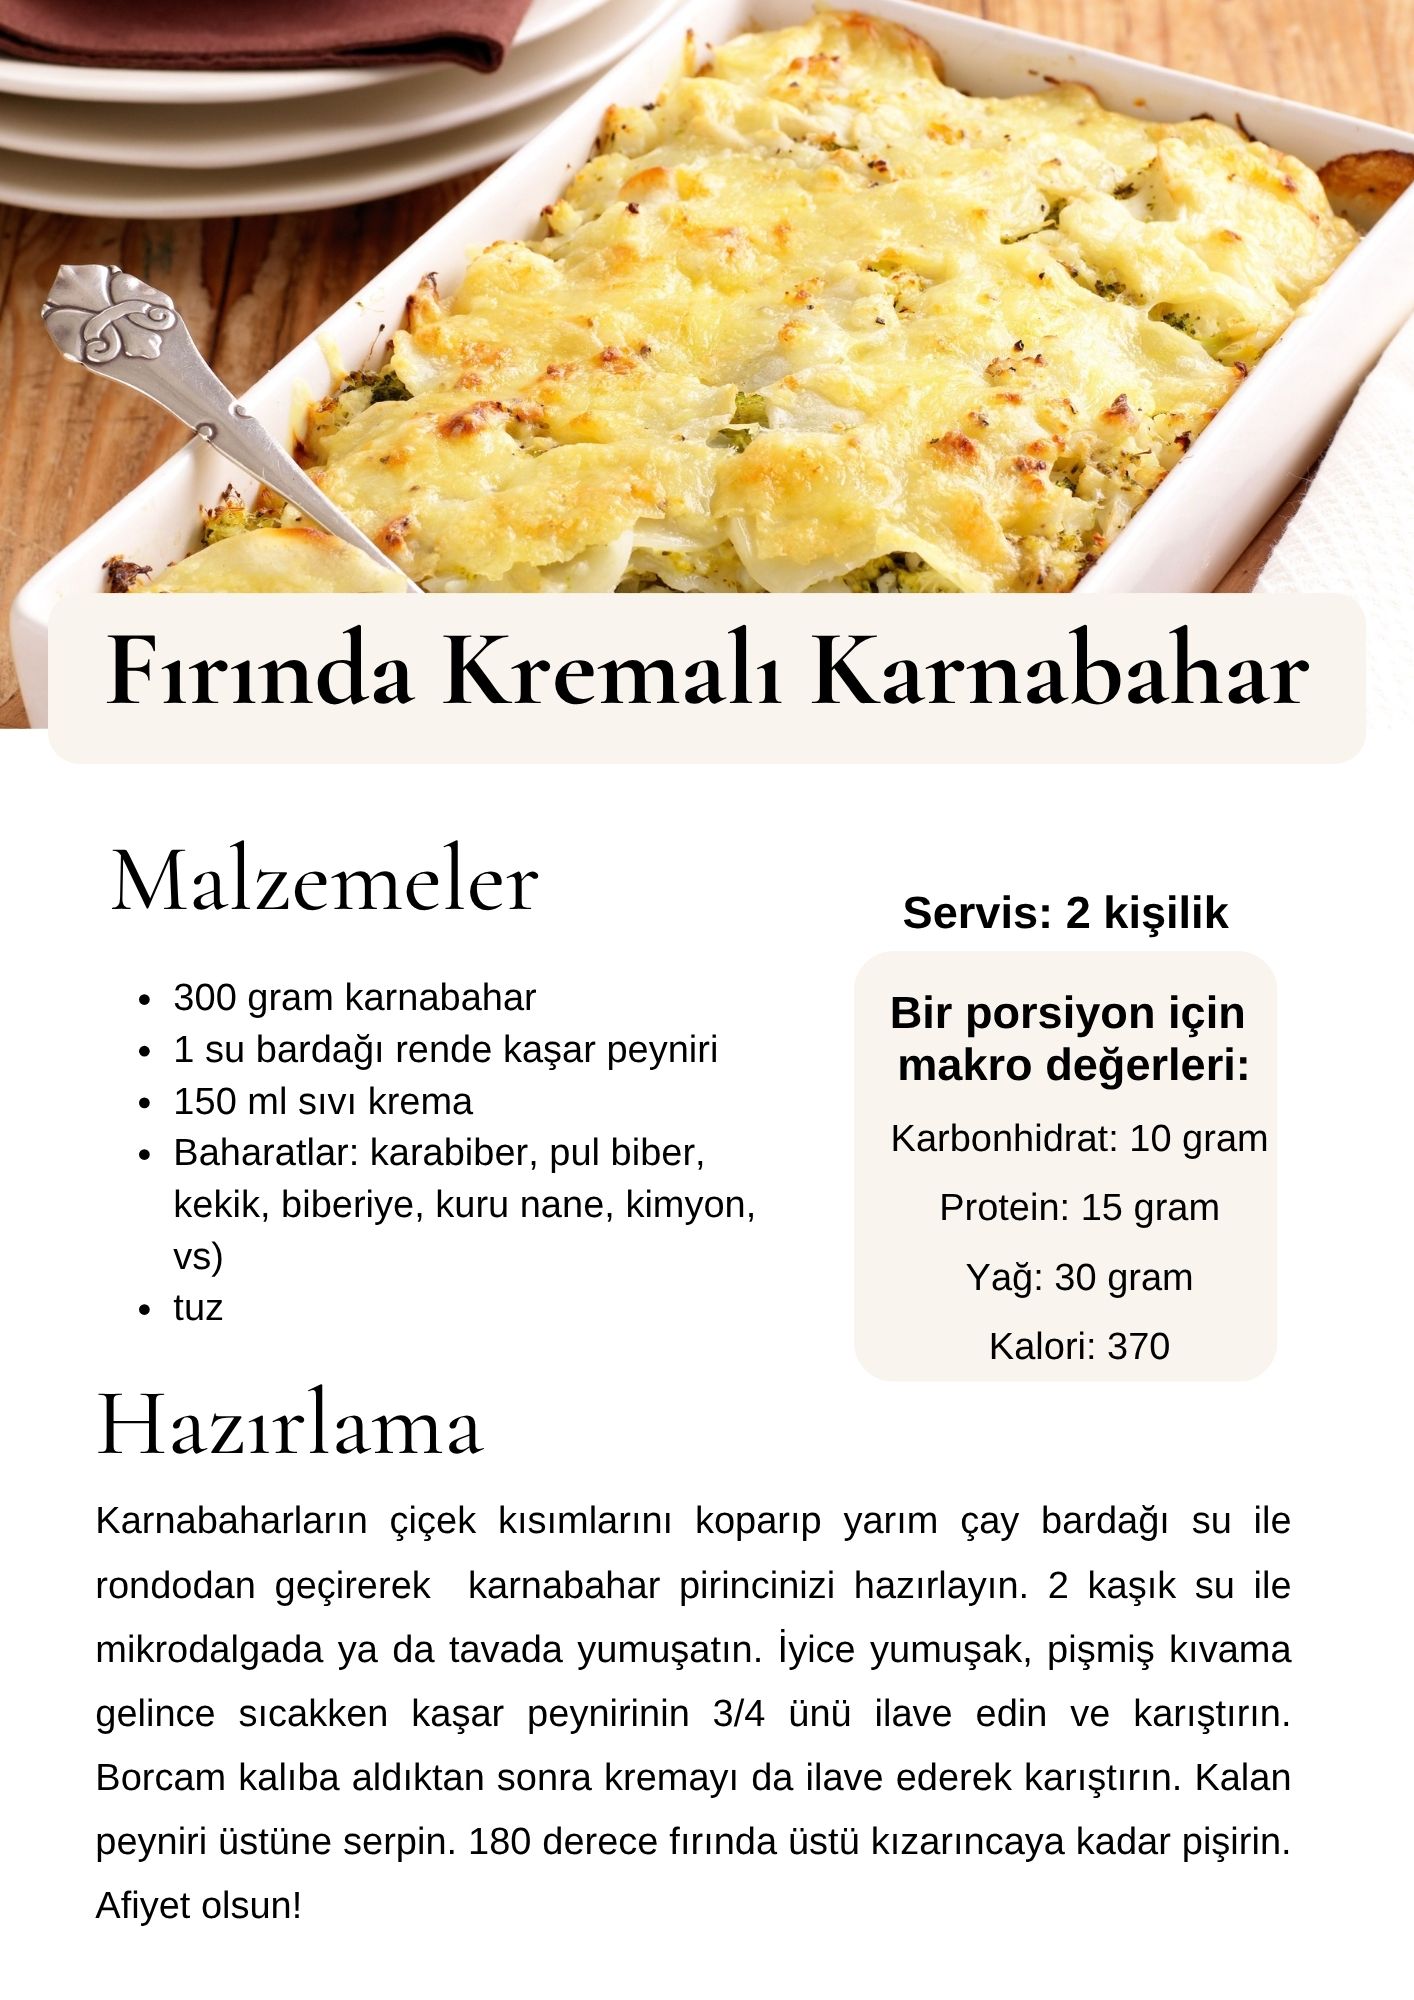 Fırında Kremalı Karnabahar
Malzemeler
• 300 gram karnabahar
• 1 su bardağı rende kaşar peyniri
• 150 ml sıvı krema
• Baharatlar: karabiber, pul biber,
kekik, biberiye, kuru nane, kimyon,
vs)
• tuz
Servis: 2 kişilik
Bir porsiyon için
makro değerleri:
Karbonhidrat: 10 gram
Protein: 15 gram
Yağ: 30 gram
Kalori: 370
Hazırlama
Karnabaharların çiçek kısımlarını koparıp yarım çay bardağı su ile
rondodan geçirerek  karnabahar pirincinizi hazırlayın. 2 kaşık su ile
mikrodalgada ya da tavada yumuşatın. İyice yumuşak, pişmiş kıvama
gelince sıcakken kaşar peynirinin 3/4 ünü ilave edin ve karıştırın.
Borcam kalıba aldıktan sonra kremayı da ilave ederek karıştırın. Kalan
peyniri üstüne serpin. 180 derece fırında üstü kızarıncaya kadar pişirin.
Afiyet olsun!